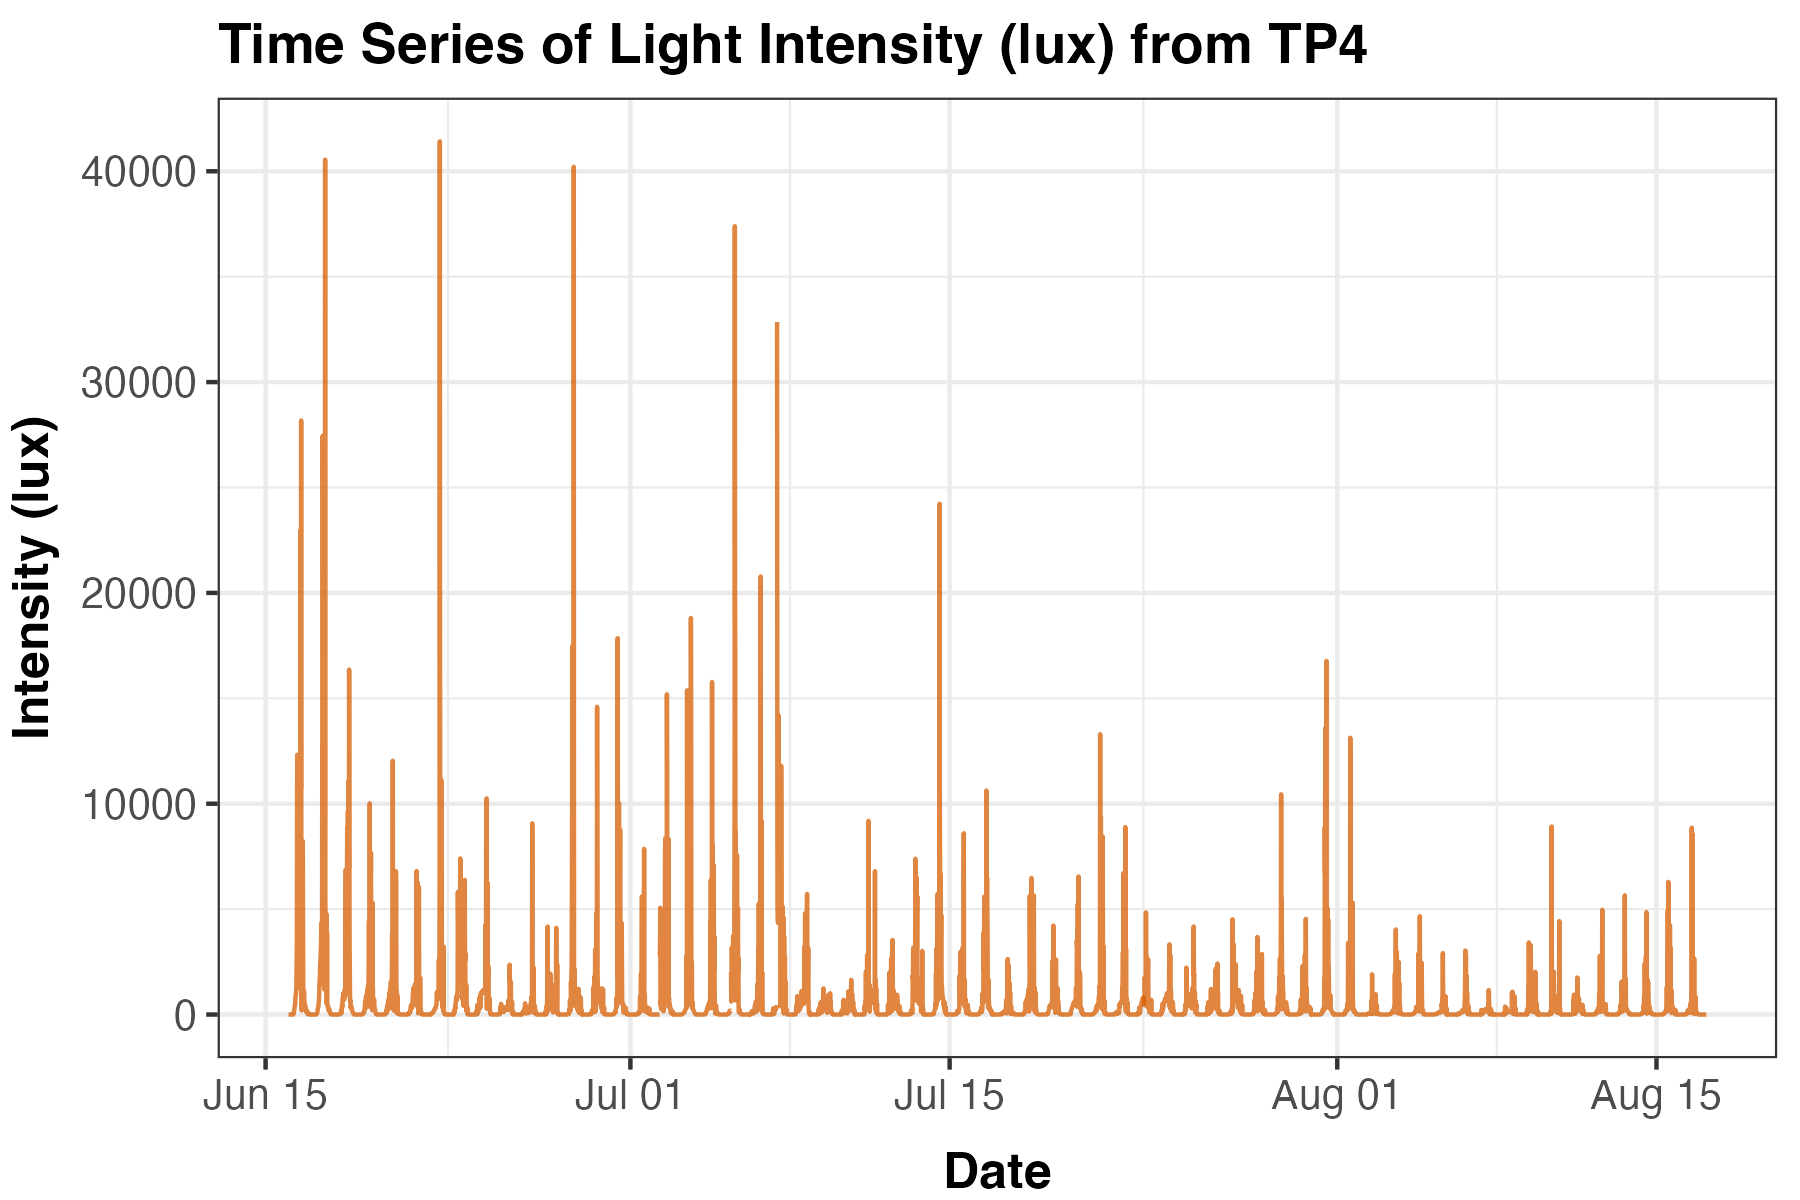 Time Series of Light Intensity (lux) from TP4
Intensity (lux)
40000
30000
20000
10000
0
Jun 15
Jul 01
Jul 15
Aug 01
Aug 15
Date